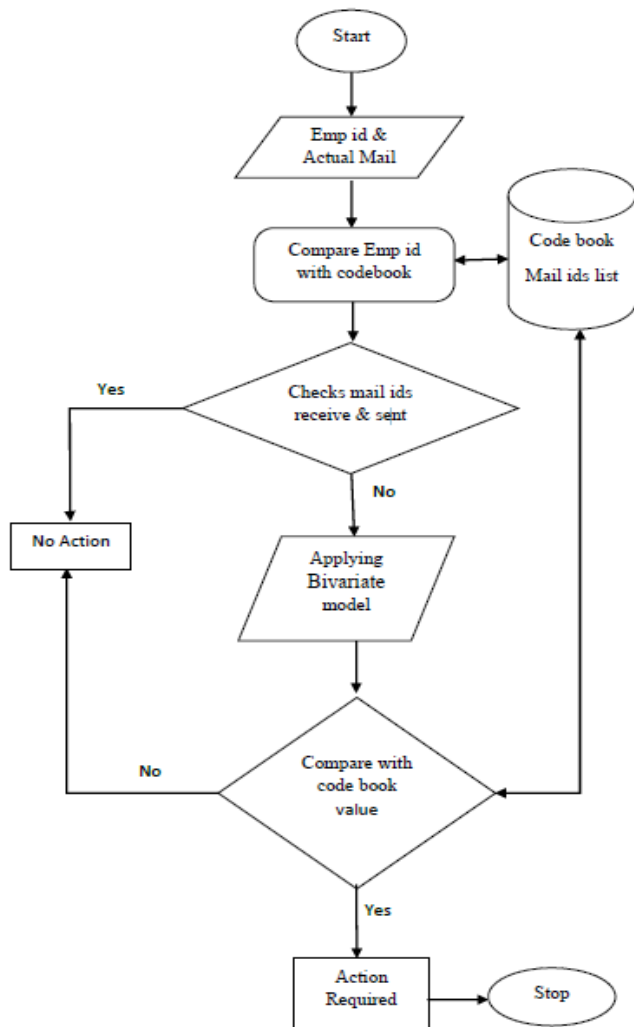 Start
Emp id &
Actual Mail
Compare Emp id
with codebook
Code book
Mail ids list
Yes
Checks mail ids
receive & sent
No
No Action
Applying
Bivariate
model
No
Compare with
code book
value
Yes
Action
Required
Stop